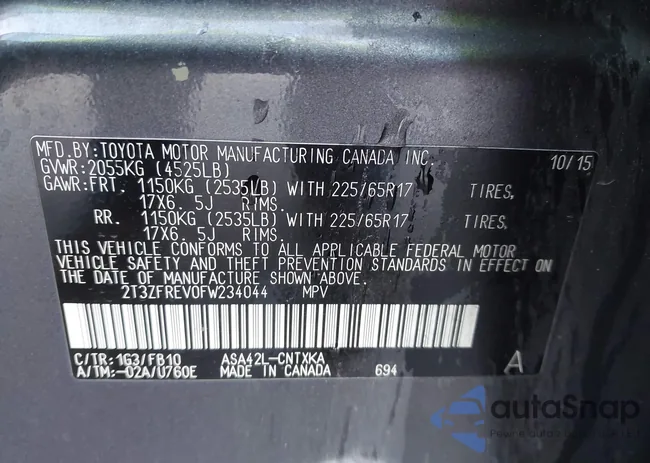 MFD.BY:TOYOTA MOTOR MANUFACTURING CANADA INC. 10/15
GVWR:2055KG (4525LB)
GAWR:FRT. 1150KG (2535LB) WITH 225/65R17 TIRES,
17X6.5J RIMS.
RR. 1150KG (2535LB) WITH 225/65R17 TIRES,
17X6.5J RIMS.
THIS VEHICLE CONFORMS TO ALL APPLICABLE FEDERAL MOTOR
VEHICLE SAFETY STANDARDS AND STANDARDS IN EFFECT ON
THE DATE OF MANUFACTURE SHOWN ABOVE.
2T3ZFREV0FW234044 MPV
C/TR:1G3/FB10 ASA42L-CNTXKA
A/TM:-02A/U760E MADE IN CANADA 694 A
autaSnap